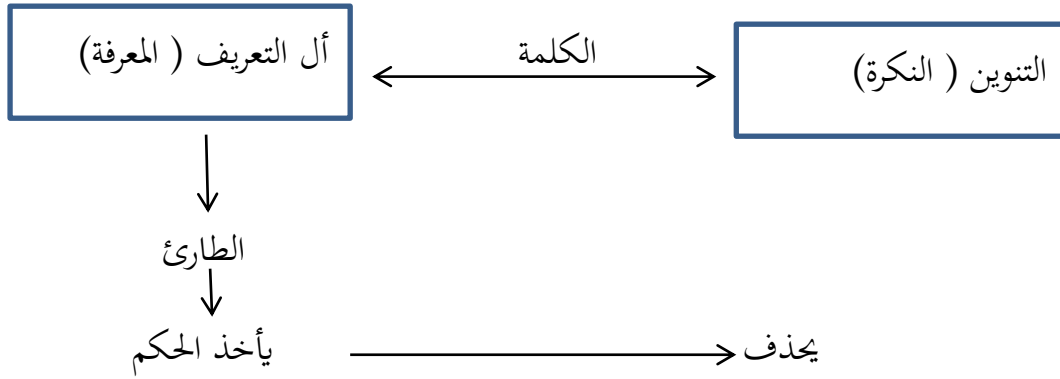 التنوين ( النكرة)
الكلمة
أل التعريف ( المعرفة)
الطارئ
يأخذ الحكم
يحذف